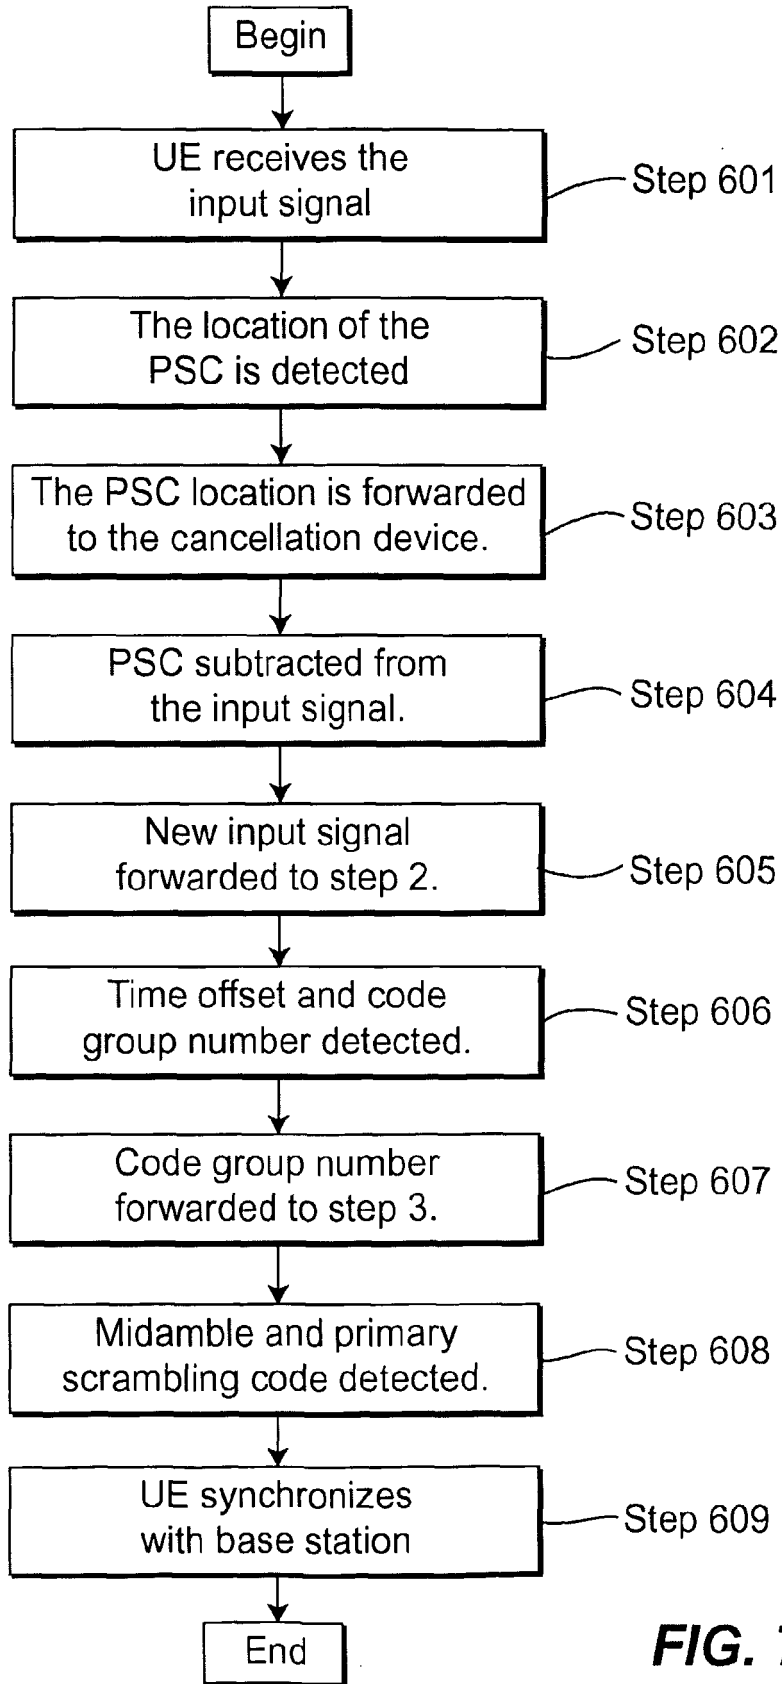 Begin
UE receives the
input signal
Step 601
The location of the
PSC is detected
Step 602
The PSC location is forwarded
to the cancellation device.
Step 603
PSC subtracted from
the input signal.
Step 604
New input signal
forwarded to step 2.
Step 605
Time offset and code
group number detected.
Step 606
Code group number
forwarded to step 3.
Step 607
Midamble and primary
scrambling code detected.
Step 608
UE synchronizes
with base station
Step 609
End
FIG.